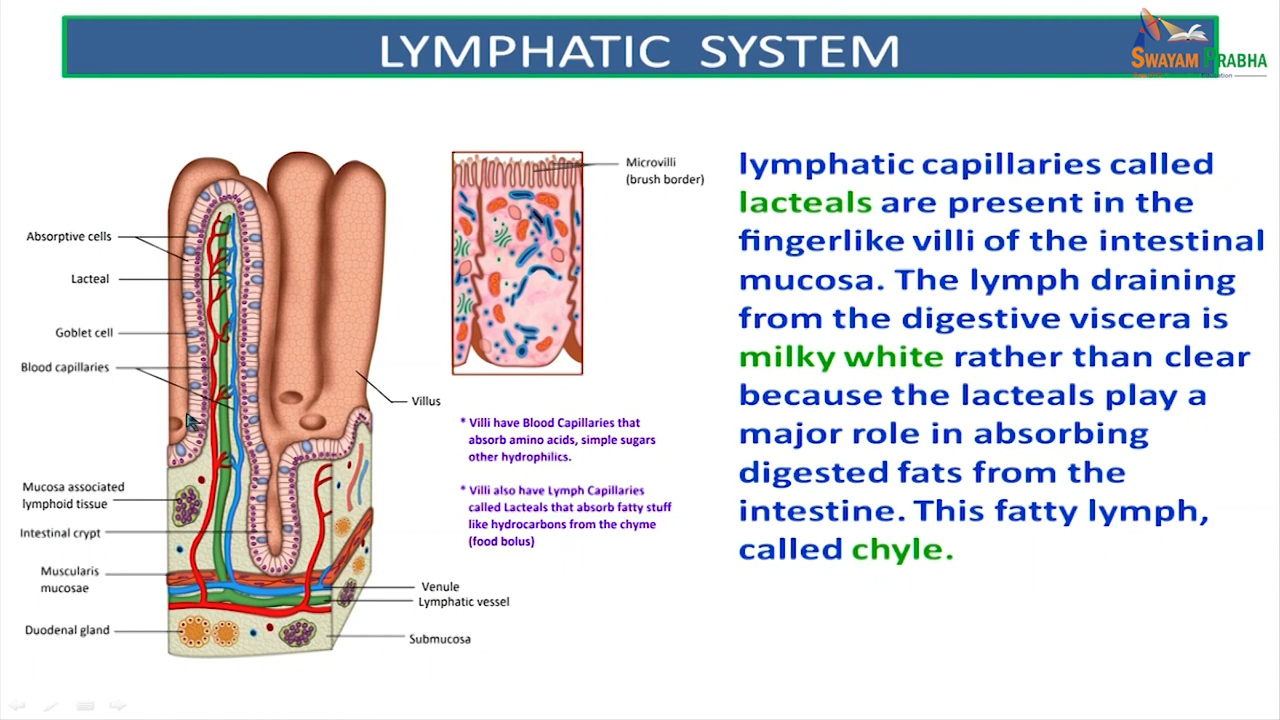 LYMPHATIC SYSTEM
SWAYAM PRABHA
Microvilli
(brush border)
Absorptive cells
Lacteal
Goblet cell
Blood capillaries
Villus
Mucosa associated
lymphoid tissue
Intestinal crypt
Muscularis
mucosae
Duodenal gland
Venule
Lymphatic vessel
Submucosa
* Villi have Blood Capillaries that
absorb amino acids, simple sugars
other hydrophilics.
* Villi also have Lymph Capillaries
called Lacteals that absorb fatty stuff
like hydrocarbons from the chyme
(food bolus)
lymphatic capillaries called
lacteals are present in the
fingerlike villi of the intestinal
mucosa. The lymph draining
from the digestive viscera is
milky white rather than clear
because the lacteals play a
major role in absorbing
digested fats from the
intestine. This fatty lymph,
called chyle.